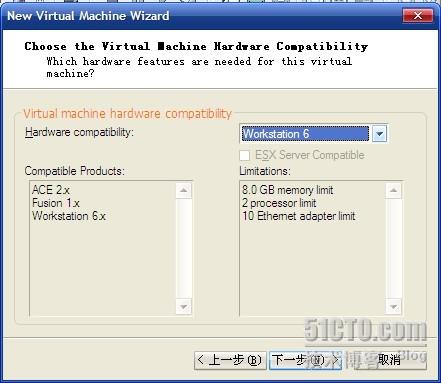 New Virtual Machine Wizard
Choose the Virtual Machine Hardware Compatibility
Which hardware features are needed for this virtual
machine?
Virtual machine hardware compatibility
Hardware compatibility:
Workstation 6
ESX Server Compatible
Compatible Products:
Limitations:
ACE 2.x
Fusion 1.x
Workstation 6.x
8.0 GB memory limit
2 processor limit
10 Ethernet adapter limit
51CTO.com
技术博客 Blog
< 上一步(B)
下一步(N) >
取消